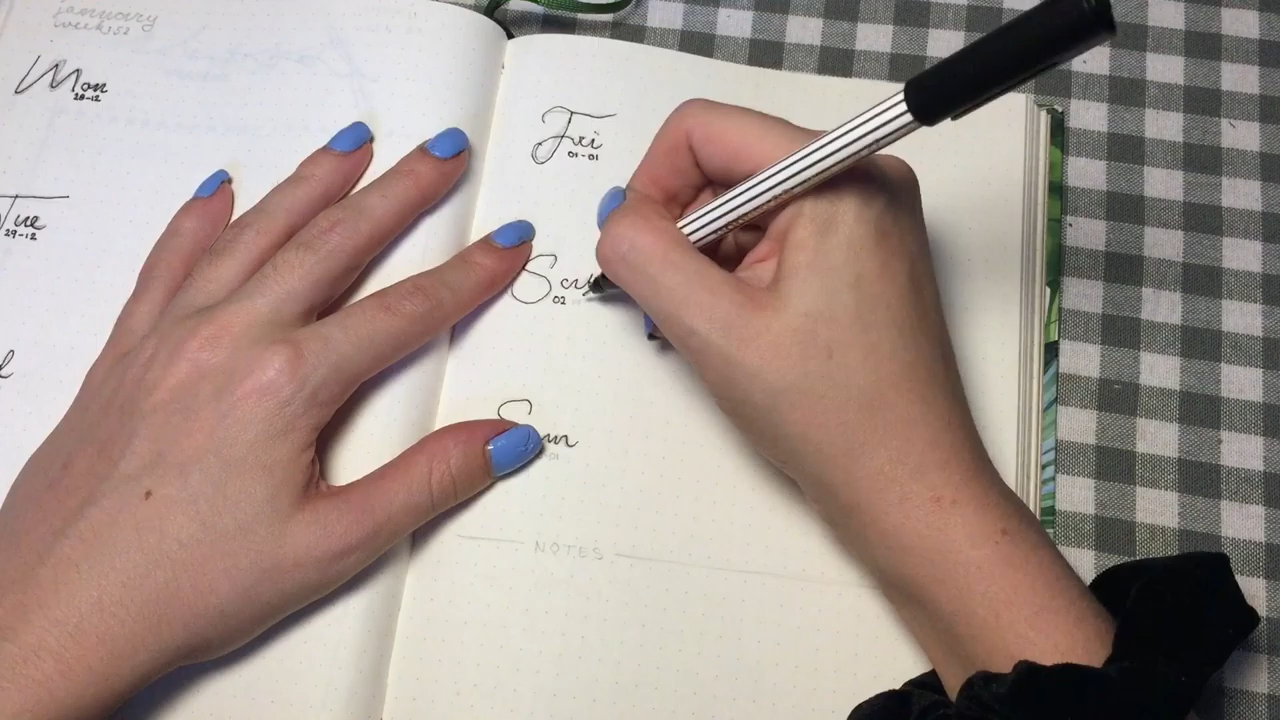 january
week 53
Mon
28-12
Tue
29-12
Fri
01-01
Sat
02
Sun
NOTES